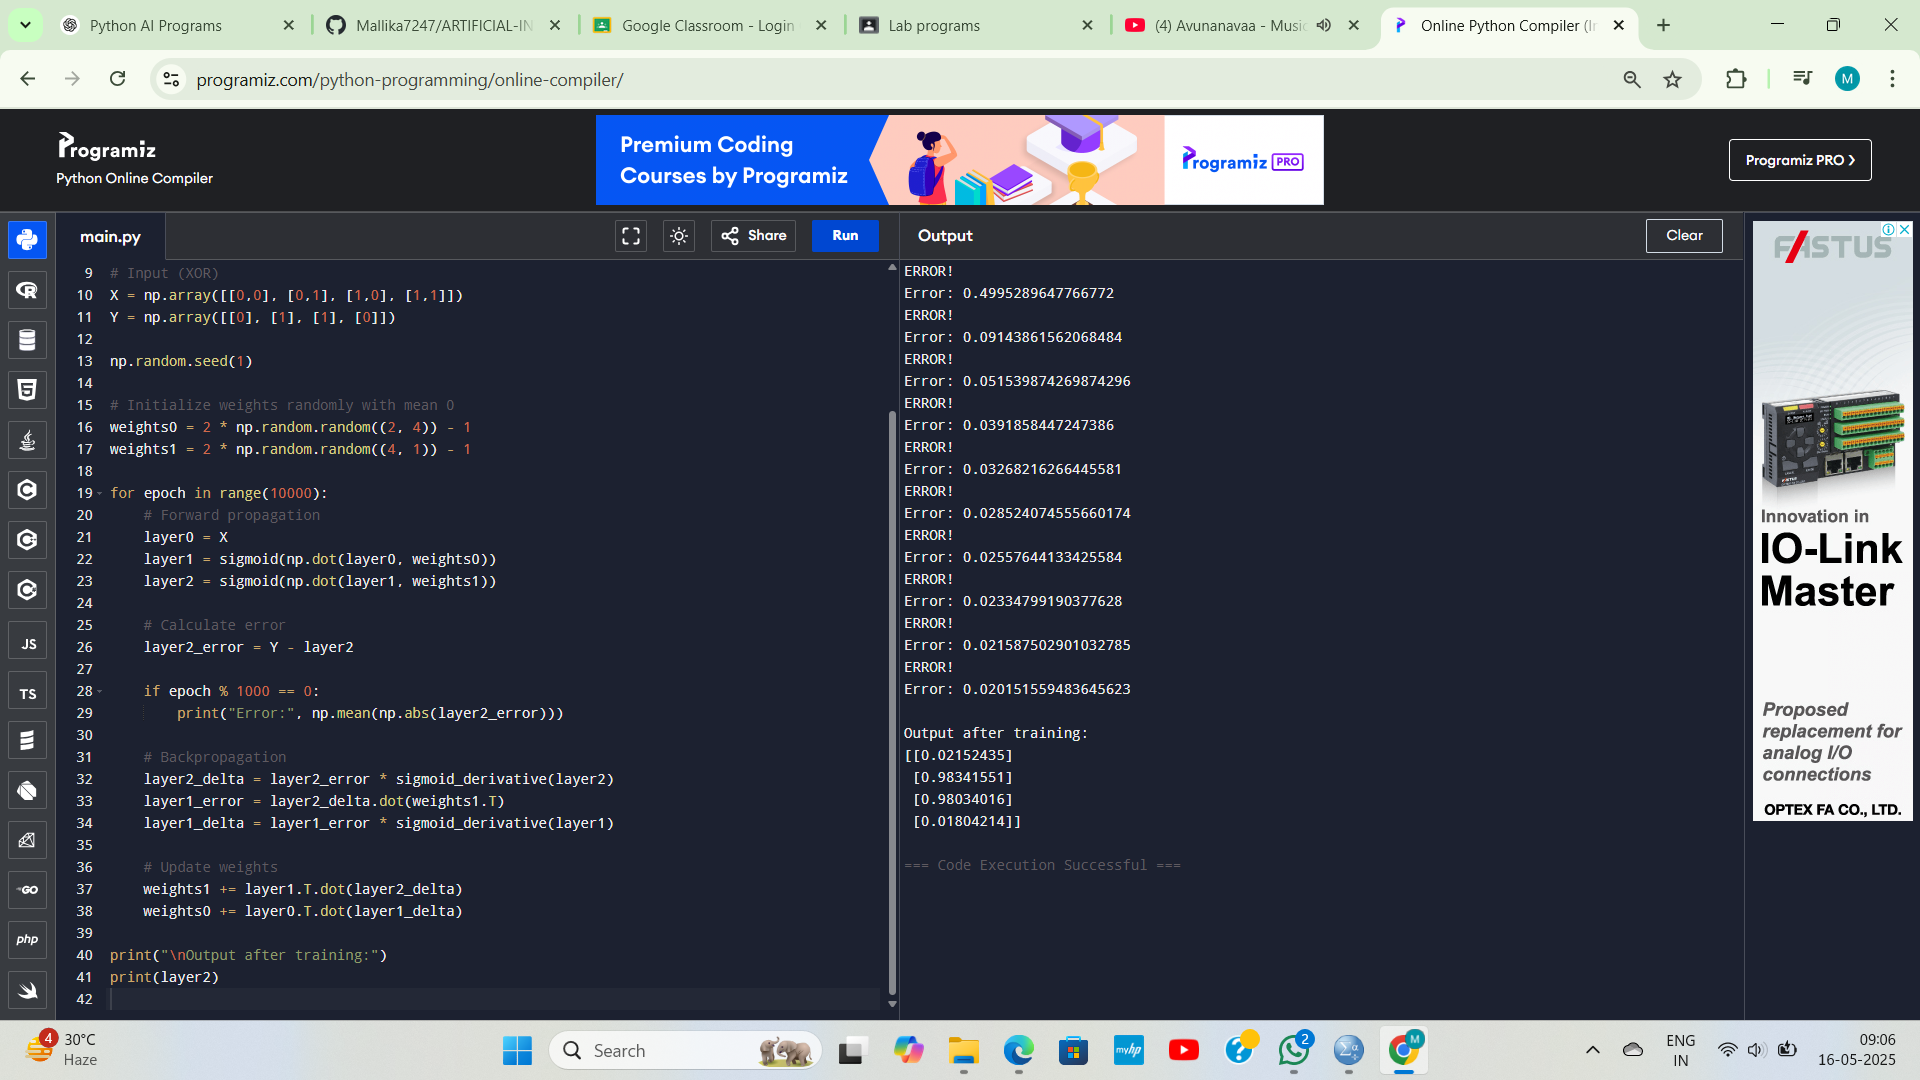 Python AI Programs
Mallika7247/ARTIFICIAL-IN
Google Classroom - Login
Lab programs
(4) Avunanavaa - Music
Online Python Compiler (In
programiz.com/python-programming/online-compiler/
M
Programiz
Python Online Compiler
Premium Coding
Courses by Programiz
Programiz PRO
Programiz PRO ›
main.py
Share
Run
Output
Clear
9 # Input (XOR)
10 X = np.array([[0,0], [0,1], [1,0], [1,1]])
11 Y = np.array([[0], [1], [1], [0]])
12
13 np.random.seed(1)
14
15 # Initialize weights randomly with mean 0
16 weights0 = 2 * np.random.random((2, 4)) - 1
17 weights1 = 2 * np.random.random((4, 1)) - 1
18
19 for epoch in range(10000):
20 # Forward propagation
21 layer0 = X
22 layer1 = sigmoid(np.dot(layer0, weights0))
23 layer2 = sigmoid(np.dot(layer1, weights1))
24
25 # Calculate error
26 layer2_error = Y - layer2
27
28 if epoch % 1000 == 0:
29 print("Error:", np.mean(np.abs(layer2_error)))
30
31 # Backpropagation
32 layer2_delta = layer2_error * sigmoid_derivative(layer2)
33 layer1_error = layer2_delta.dot(weights1.T)
34 layer1_delta = layer1_error * sigmoid_derivative(layer1)
35
36 # Update weights
37 weights1 += layer1.T.dot(layer2_delta)
38 weights0 += layer0.T.dot(layer1_delta)
39
40 print("\nOutput after training:")
41 print(layer2)
42
JS
TS
GO
php
ERROR!
Error: 0.4995289647766772
ERROR!
Error: 0.09143861562068484
ERROR!
Error: 0.051539874269874296
ERROR!
Error: 0.0391858447247386
ERROR!
Error: 0.03268216266445581
ERROR!
Error: 0.028524074555660174
ERROR!
Error: 0.02557644133425584
ERROR!
Error: 0.02334799190377628
ERROR!
Error: 0.021587502901032785
ERROR!
Error: 0.020151559483645623
Output after training:
[[0.02152435]
[0.98341551]
[0.98034016]
[0.01804214]]
=== Code Execution Successful ===
FASTUS
Innovation in
IO-Link
Master
Proposed
replacement for
analog I/O
connections
OPTEX FA CO., LTD.
4
30°C
Haze
Search
myhp
2
M
ENG
IN
09:06
16-05-2025